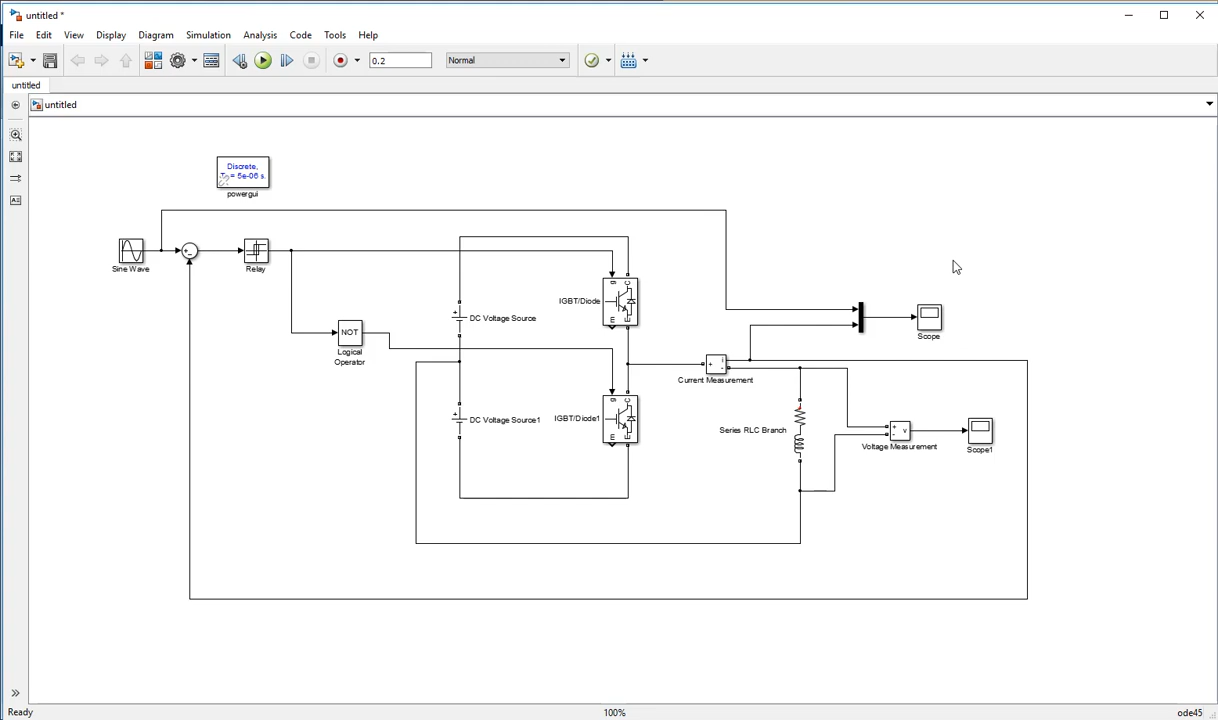 untitled *
File Edit View Display Diagram Simulation Analysis Code Tools Help
0.2 Normal
untitled
untitled
Discrete,
= 5e-06 s.
powergui
Sine Wave
Relay
NOT
Logical
Operator
DC Voltage Source
IGBT/Diode
g C
m E
DC Voltage Source1
IGBT/Diode1
g C
m E
+ i
-
Current Measurement
Scope
Series RLC Branch
+ v
-
Voltage Measurement
Scope1
Ready 100% ode45